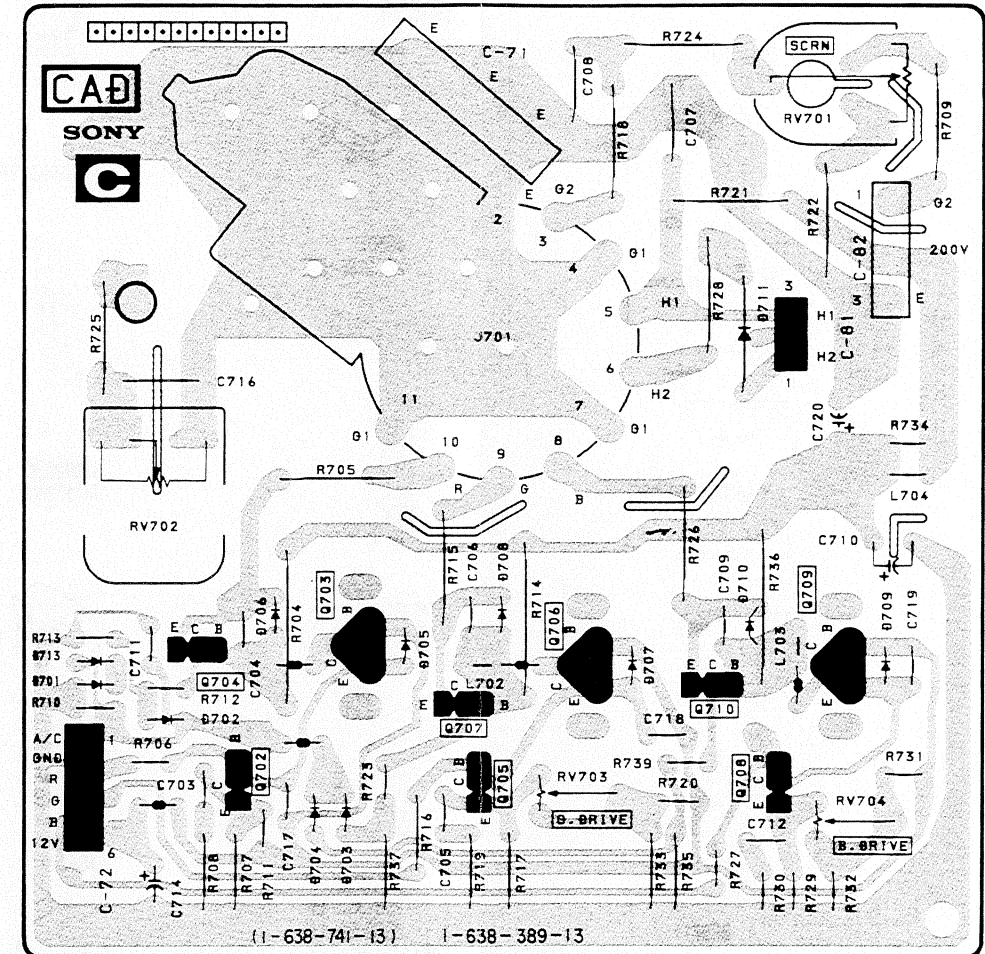 E
C-71
E
E
E
R724
SCRN
RV701
C708
R718
C707
R709
CAD
SONY
C
G2
2
3
4
G1
R721
R722
1
G2
C-82
200V
3
E
5
H1
R728
D711
3
H1
C-81
H2
1
R725
C716
J701
6
H2
11
7
G1
10
9
8
G1
C720
+
R734
R705
R
G
B
L704
RV702
R726
C710
+
R715
C706
D708
R714
C709
D710
R736
Q709
D709
C719
Q703
D706
R704
B
E
D705
Q706
B
C
E
D707
L703
B
E
R713
D713
D701
R710
C711
E C B
Q704
R712
C704
D702
L702
C
E
B
Q707
E C B
Q710
A/C
GND
R
G
B
12V
1
6
C-72
R706
C703
B
C
E
Q702
R723
B
C
E
Q705
RV703
C718
R739
R720
Q708
B
C
E
R731
RV704
B.DRIVE
C712
C717
D704
D703
R716
+
C714
R708
R707
R711
R737
C705
R719
R717
R733
R735
R727
R730
R729
R732
(1-638-741-13)
1-638-389-13